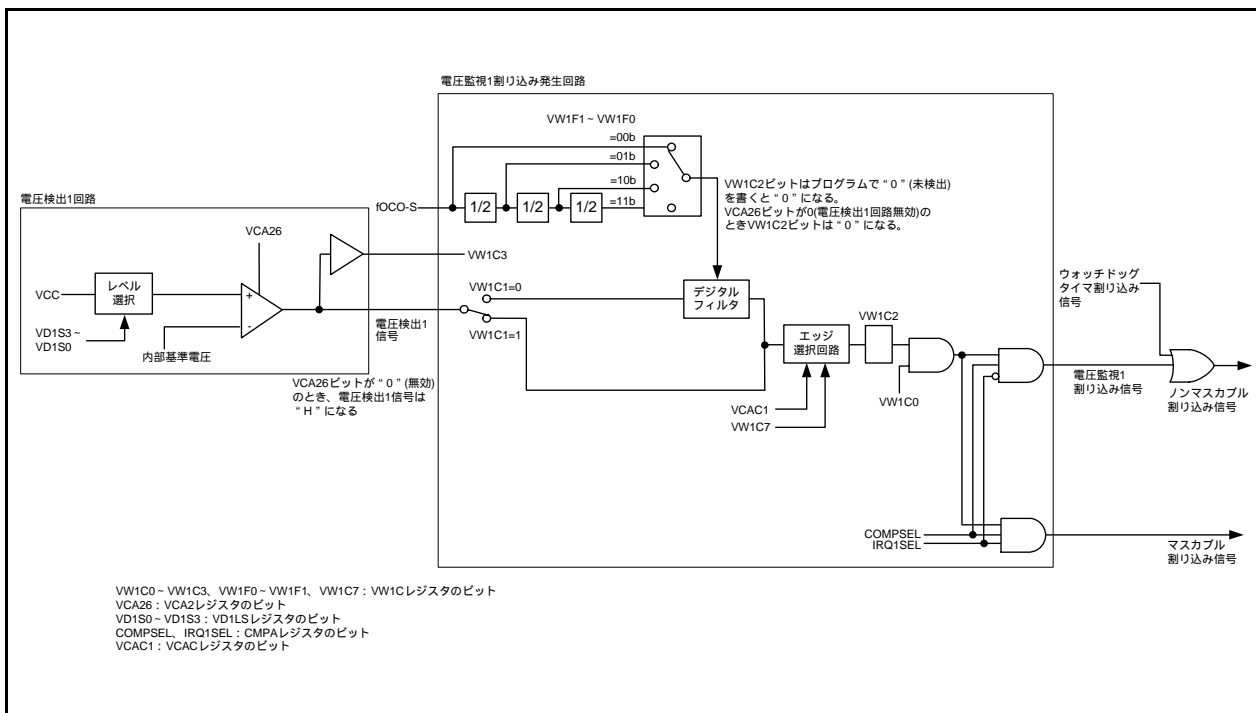 電圧監視1割り込み発生回路
VW1F1 ~ VW1F0
=00b
=01b
=10b
=11b
fOCO-S
1/2
1/2
1/2
VW1C2ビットはプログラムで“0”(未検出)
を書くと“0”になる。
VCA26ビットが0(電圧検出1回路無効)の
ときVW1C2ビットは“0”になる。
電圧検出1回路
VCA26
VCC
レベル
選択
+
-
VD1S3 ~
VD1S0
内部基準電圧
VW1C3
電圧検出1
信号
VW1C1=0
VW1C1=1
デジタル
フィルタ
VCA26ビットが“0”(無効)
のとき、電圧検出1信号は
“H”になる
エッジ
選択回路
VW1C2
VCAC1
VW1C7
VW1C0
ウォッチドッグ
タイマ割り込み
信号
電圧監視1
割り込み信号
ノンマスカブル
割り込み信号
COMPSEL
IRQ1SEL
マスカブル
割り込み信号
VW1C0 ~ VW1C3、VW1F0 ~ VW1F1、VW1C7:VW1Cレジスタのビット
VCA26:VCA2レジスタのビット
VD1S0 ~ VD1S3:VD1LSレジスタのビット
COMPSEL、IRQ1SEL:CMPAレジスタのビット
VCAC1:VCACレジスタのビット